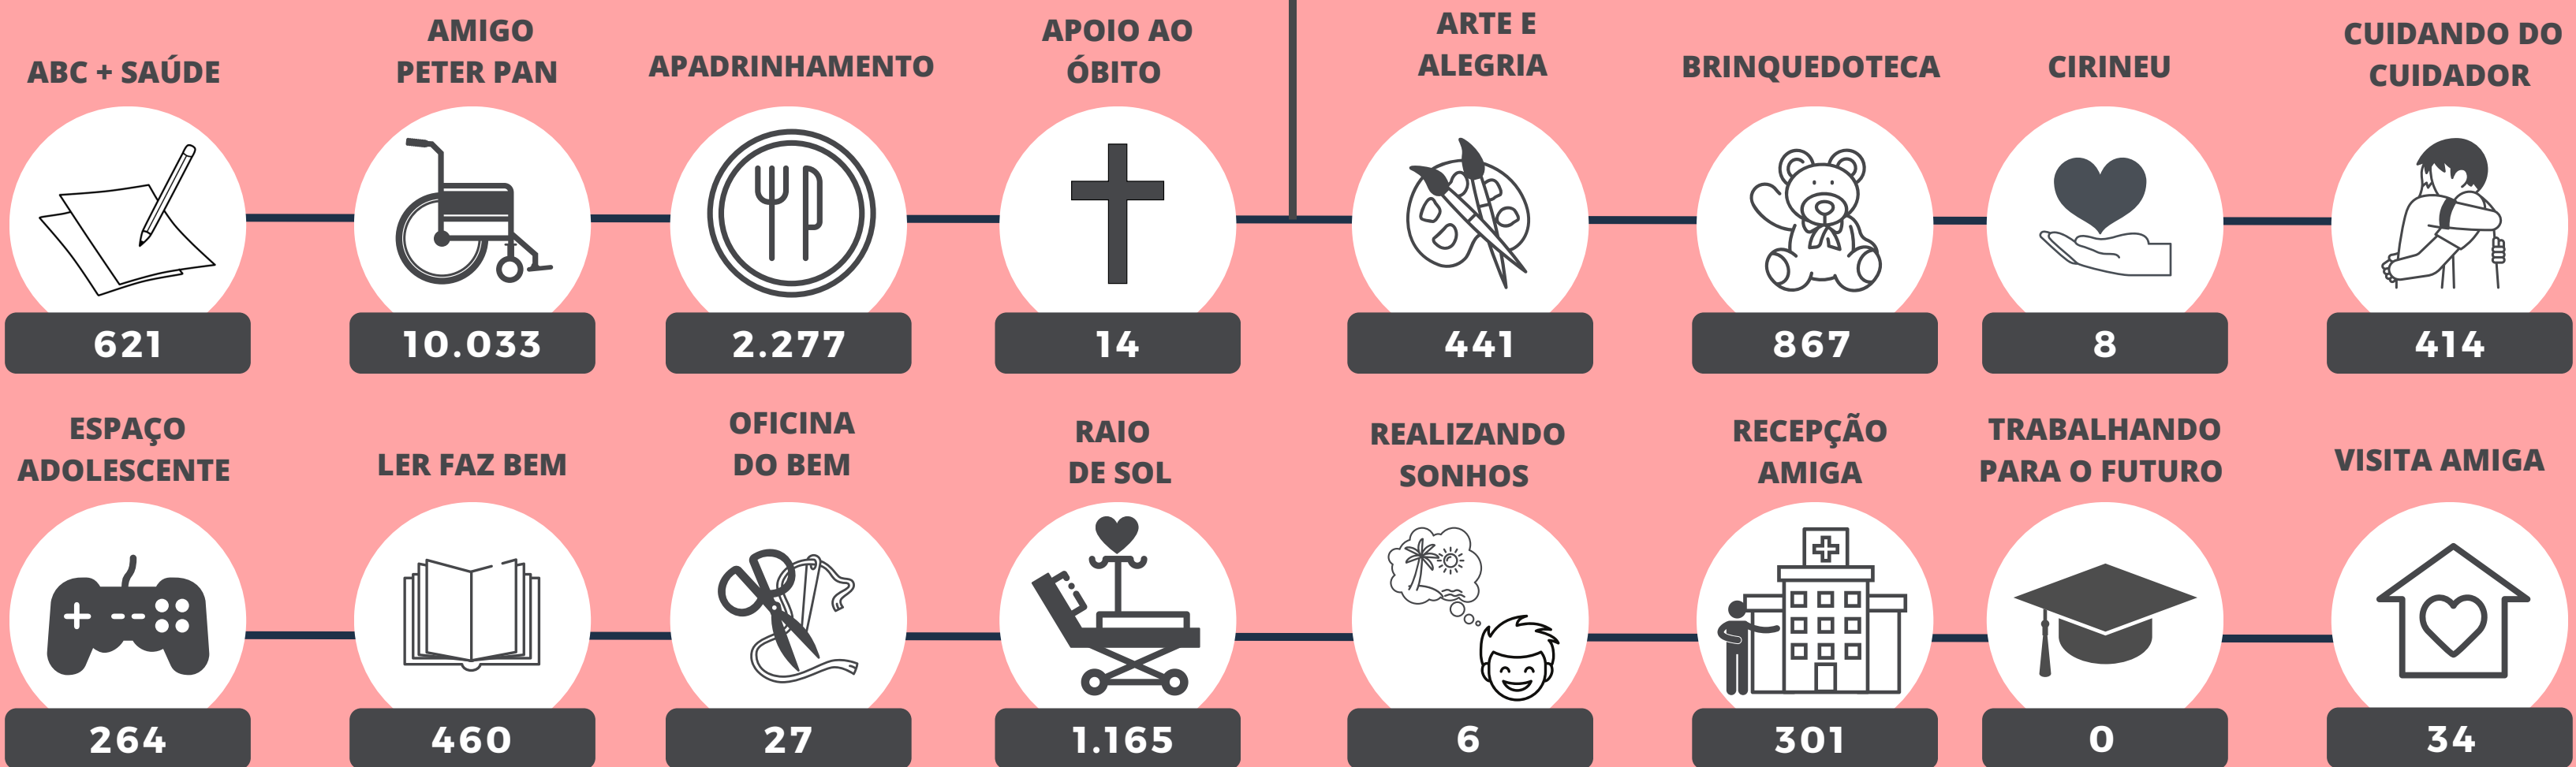 ABC + SAÚDE
621
AMIGO
PETER PAN
10.033
APADRINHAMENTO
2.277
APOIO AO
ÓBITO
14
ARTE E
ALEGRIA
441
BRINQUEDOTECA
867
CIRINEU
8
CUIDANDO DO
CUIDADOR
414
ESPAÇO
ADOLESCENTE
264
LER FAZ BEM
460
OFICINA
DO BEM
27
RAIO
DE SOL
1.165
REALIZANDO
SONHOS
6
RECEPÇÃO
AMIGA
301
TRABALHANDO
PARA O FUTURO
0
VISITA AMIGA
34